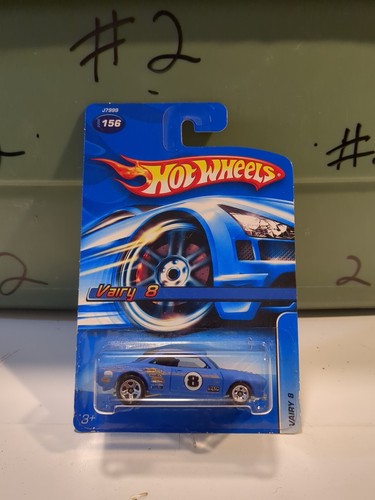 #2
J7999
156
HOT WHEELS
#
2
2
Vairy 8
8
3+
VAIRY 8